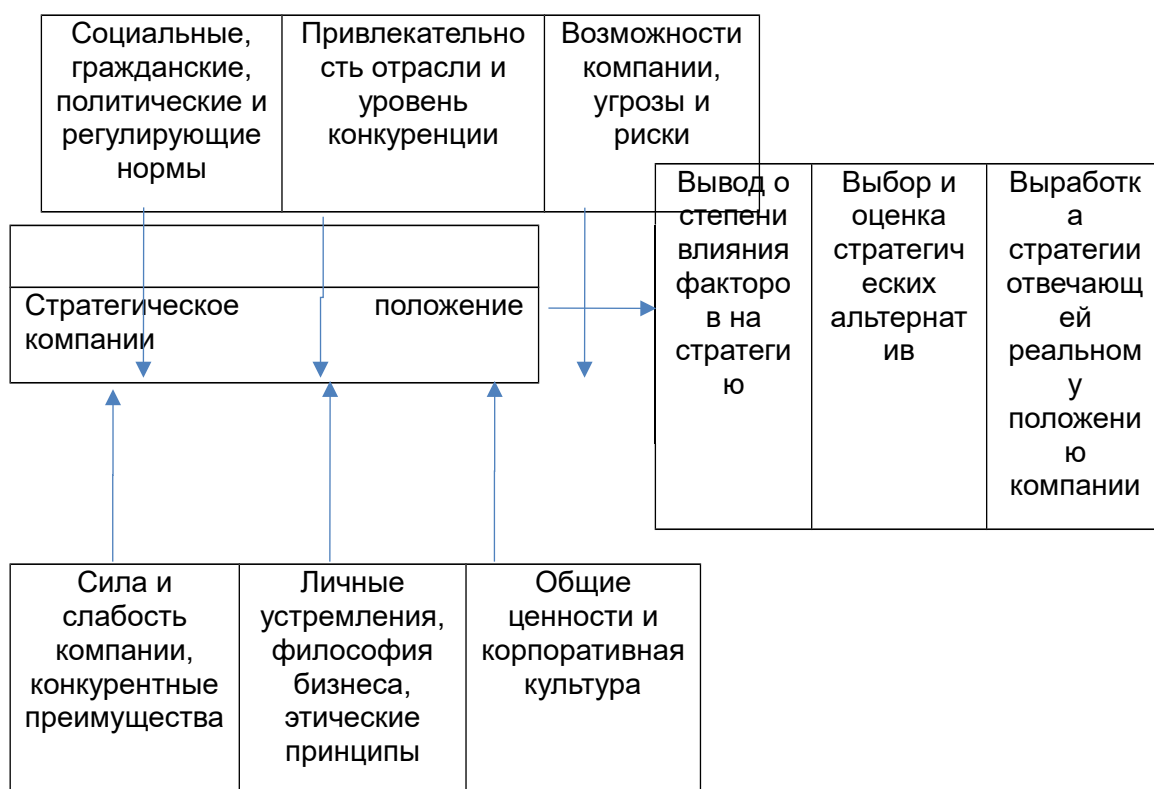 Социальные,
гражданские,
политические и
регулирующие
нормы
Привлекательно
сть отрасли и
уровень
конкуренции
Возможности
компании,
угрозы и
риски
Стратегическое положение
компании
Вывод о
степени
влияния
факторо
в на
стратеги
ю
Выбор и
оценка
стратегич
еских
альтернат
ив
Выработк
а
стратегии
отвечающ
ей
реальном
у
положени
ю
компании
Сила и
слабость
компании,
конкурентные
преимущества
Личные
устремления,
философия
бизнеса,
этические
принципы
Общие
ценности и
корпоративная
культура